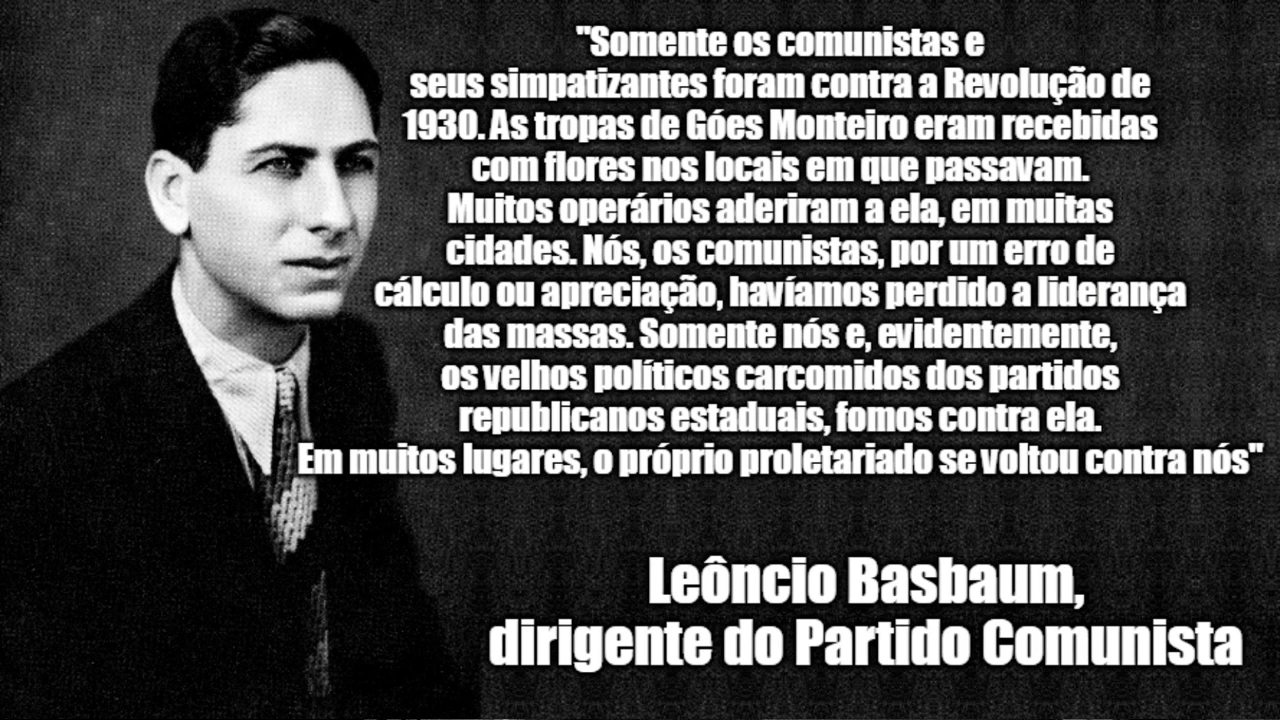 "Somente os comunistas e
seus simpatizantes foram contra a Revolução de
1930. As tropas de Góes Monteiro eram recebidas
com flores nos locais em que passavam.
Muitos operários aderiram a ela, em muitas
cidades. Nós, os comunistas, por um erro de
cálculo ou apreciação, havíamos perdido a liderança
das massas. Somente nós e, evidentemente,
os velhos políticos carcomidos dos partidos
republicanos estaduais, fomos contra ela.
Em muitos lugares, o próprio proletariado se voltou contra nós"
Leôncio Basbaum,
dirigente do Partido Comunista